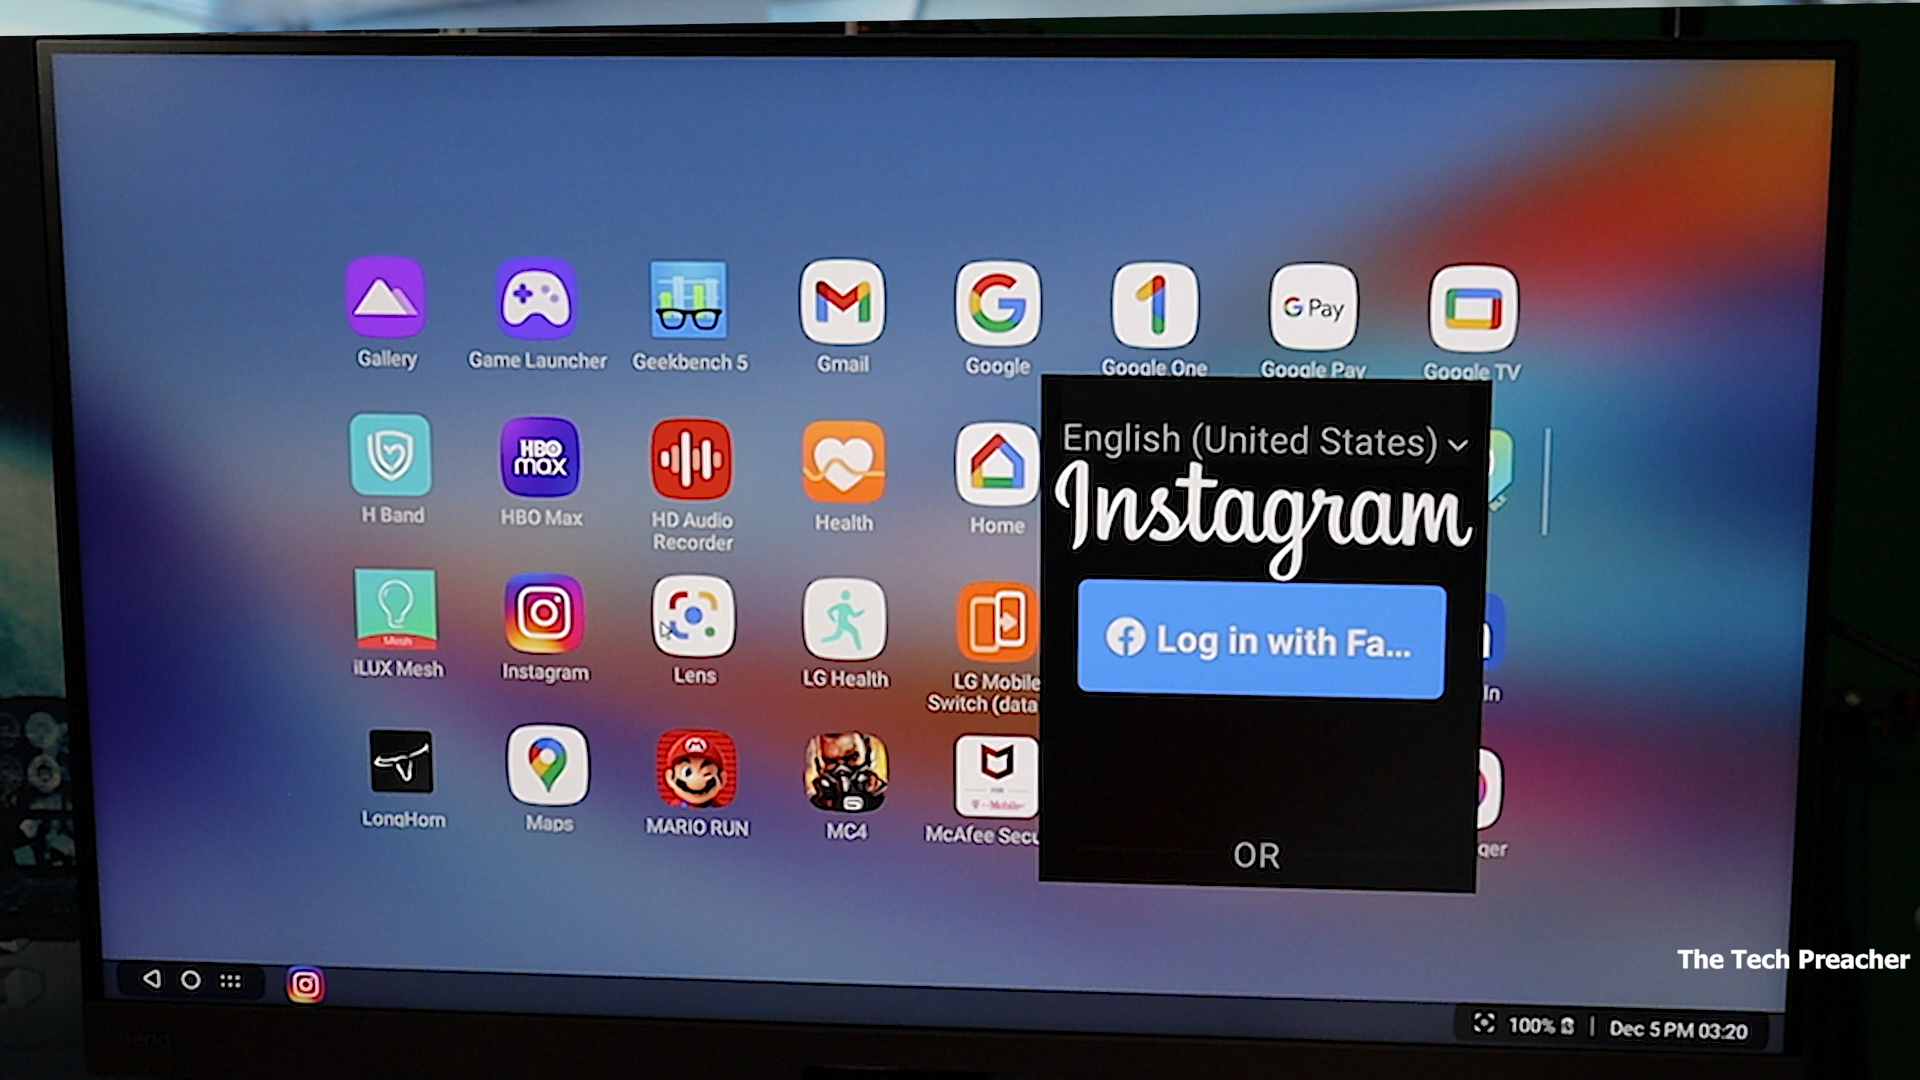 Gallery
Game Launcher
Geekbench 5
Gmail
G Pay
Google
Google One
Google Pay
Google TV
English (United States)
Instagram
Log in with Fa...
OR
HBO
max
H Band
HBO Max
HD Audio
Recorder
Health
Home
Mesh
iLUX Mesh
Instagram
Lens
LG Health
LG Mobile
Switch (data
In
LongHorn
Maps
MARIO RUN
MC4
FOR
T-Mobile
McAfee Secu
ger
The Tech Preacher
100%
Dec 5 PM 03:20